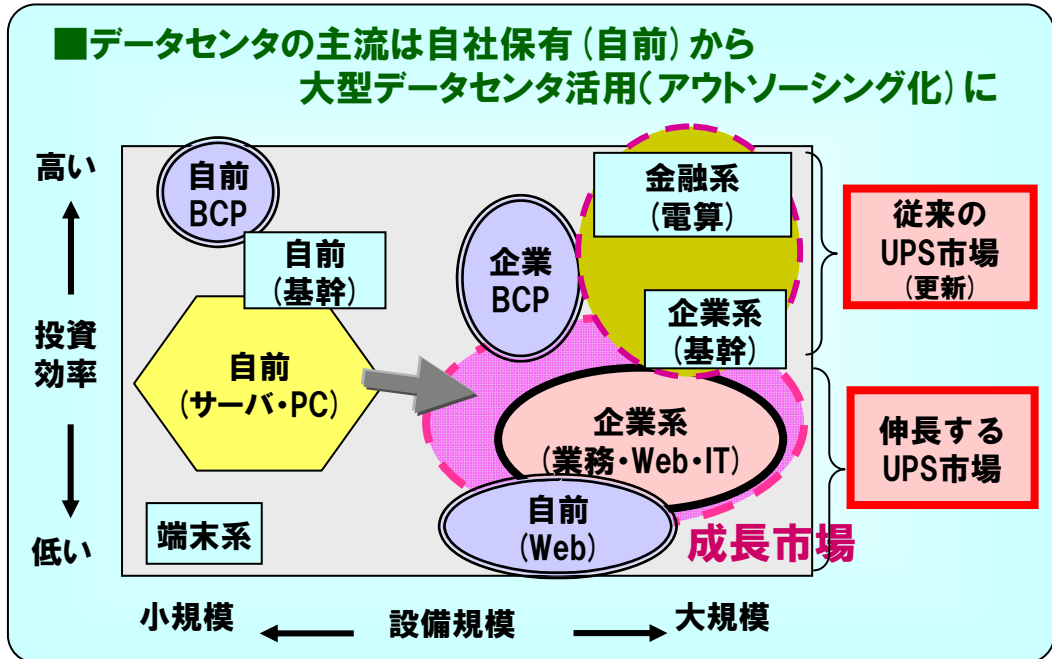 ■データセンタの主流は自社保有(自前)から
大型データセンタ活用(アウトソーシング化)に
高い
投資
効率
低い
自前
BCP
自前
(基幹)
自前
(サーバ・PC)
端末系
企業
BCP
金融系
(電算)
企業系
(基幹)
企業系
(業務・Web・IT)
自前
(Web)
成長市場
従来の
UPS市場
(更新)
伸長する
UPS市場
小規模
設備規模
大規模